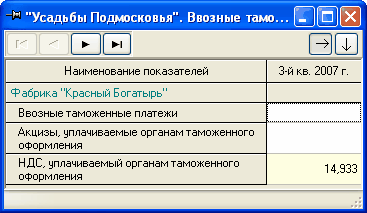 "Усадьбы Подмосковья". Ввозные тамо...
Наименование показателей 3-й кв. 2007 г.
Фабрика "Красный Богатырь"
Ввозные таможенные платежи
Акцизы, уплачиваемые органам таможенного
оформления
НДС, уплачиваемый органам таможенного
оформления 14,933